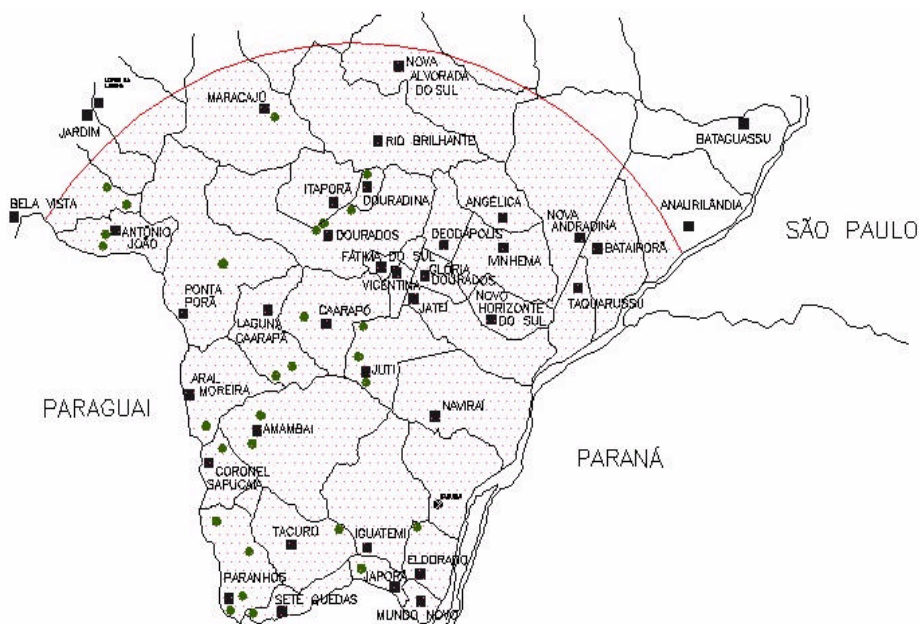 NOVA
ALVORADA
DO SUL
MARACAJÚ
JARDIM
BATAGUASSU
RIO BRILHANTE
ITAPORÃ
DOURADINA
BELA VISTA
ANTÔNIO
JOÃO
DOURADOS
ANGÉLICA
NOVA
ANDRADINA
ANAURILÂNDIA
SÃO PAULO
DEODÁPOLIS
BATAIPORÃ
IVINHEMA
FÁTIMA DO SUL
VICENTINA
GLÓRIA
DOURADOS
JATEÍ
TAQUARUSSU
NOVO
HORIZONTE
DO SUL
PONTA
PORÃ
LAGUNA
CAARAPÃ
CAARAPÓ
JUTI
ARAL
MOREIRA
PARAGUAI
NAVIRAÍ
AMAMBAI
PARANÁ
CORONEL
SAPUCAIA
TACURU
IGUATEMI
ELDORADO
PARANHOS
JAPORÃ
SETE QUEDAS
MUNDO NOVO